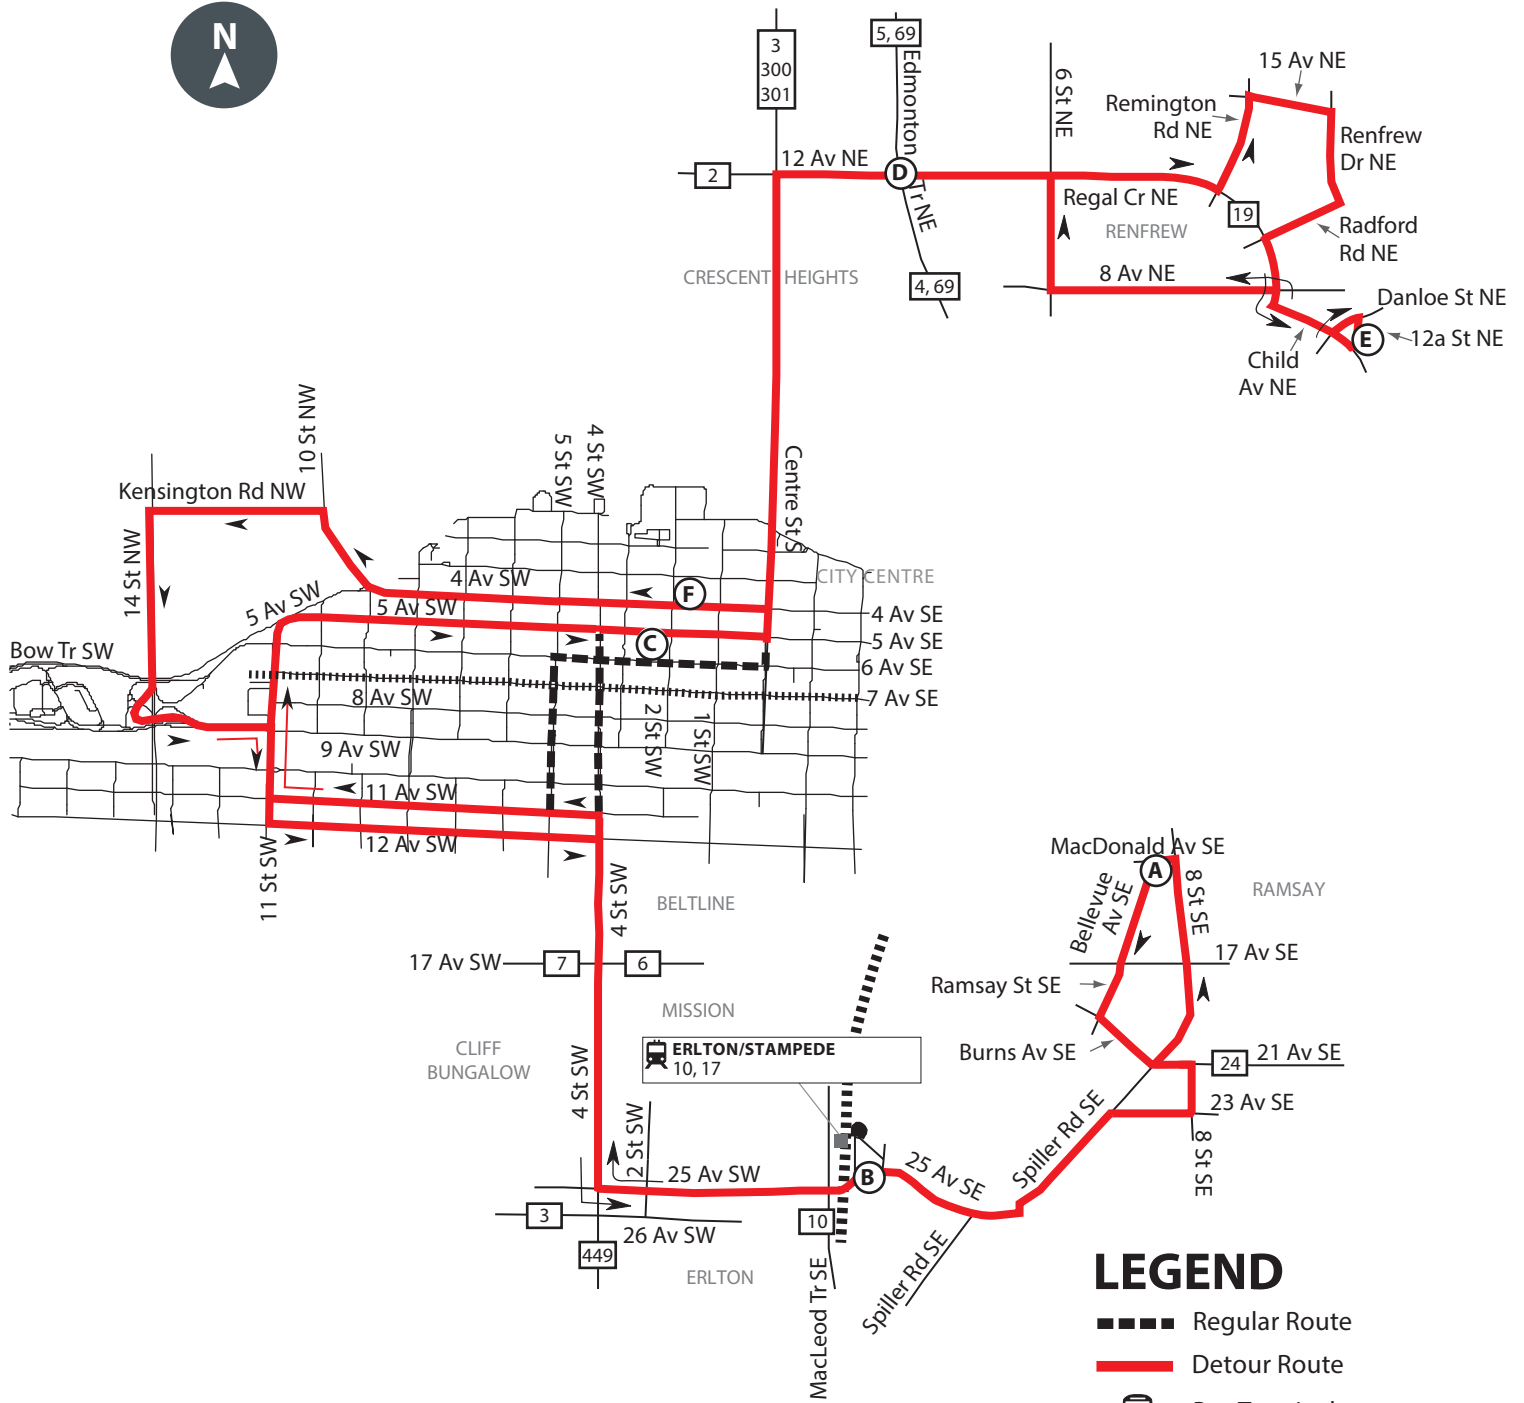 N
3
300
301
5, 69
Edmonton
Tr NE
6 St NE
15 Av NE
Remington
Rd NE
Renfrew
Dr NE
12 Av NE
2
D
Regal Cr NE
19
RENFREW
Radford
Rd NE
CRESCENT HEIGHTS
4, 69
8 Av NE
Danloe St NE
E
12a St NE
Child
Av NE
10 St NW
5 St SW
4 St SW
Centre St S
Kensington Rd NW
14 St NW
CITY CENTRE
4 Av SW
F
5 Av SW
5 Av SW
4 Av SE
C
5 Av SE
Bow Tr SW
6 Av SE
8 Av SW
7 Av SE
2 St SW
1 St SW
9 Av SW
11 Av SW
12 Av SW
11 St SW
4 St SW
BELTLINE
MacDonald Av SE
A
8 St SE
RAMSAY
Bellevue
Av SE
17 Av SW
7
6
17 Av SE
MISSION
Ramsay St SE
CLIFF
BUNGALOW
ERLTON/STAMPEDE
10, 17
Burns Av SE
24
21 Av SE
4 St SW
2 St SW
23 Av SE
Spiller Rd SE
8 St SE
25 Av SW
B
25 Av SE
3
26 Av SW
10
449
ERLTON
MacLeod Tr SE
Spiller Rd SE
LEGEND
Regular Route
Detour Route